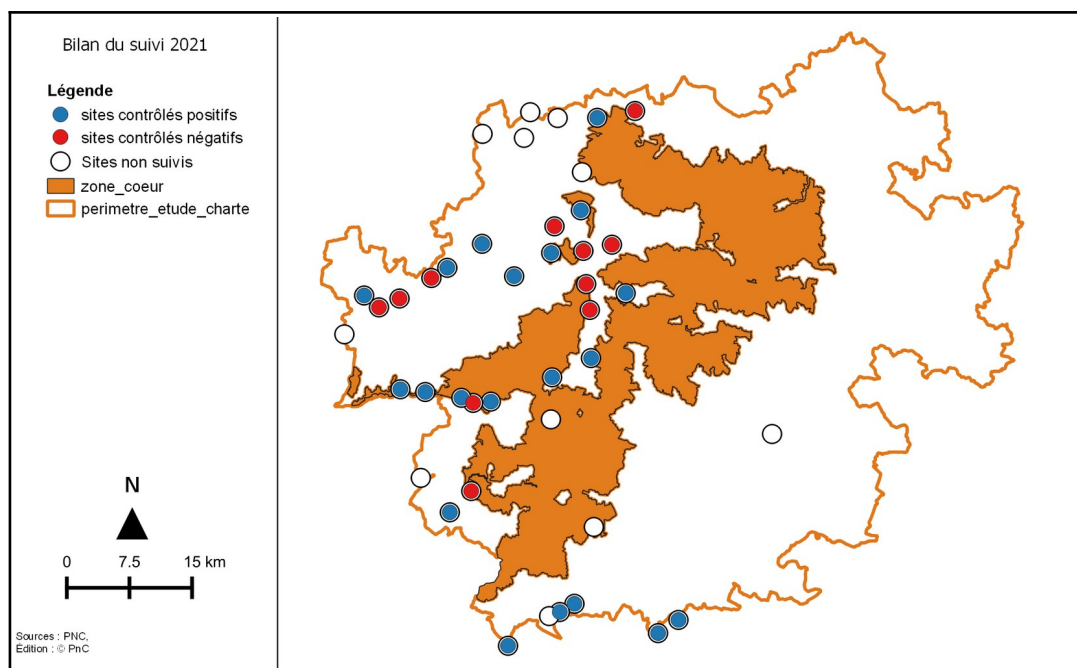 Bilan du suivi 2021
Légende
sites contrôlés positifs
sites contrôlés négatifs
Sites non suivis
zone_coeur
perimetre_etude_charte
N
0 7.5 15 km
Sources : PNC,
Édition : © PnC